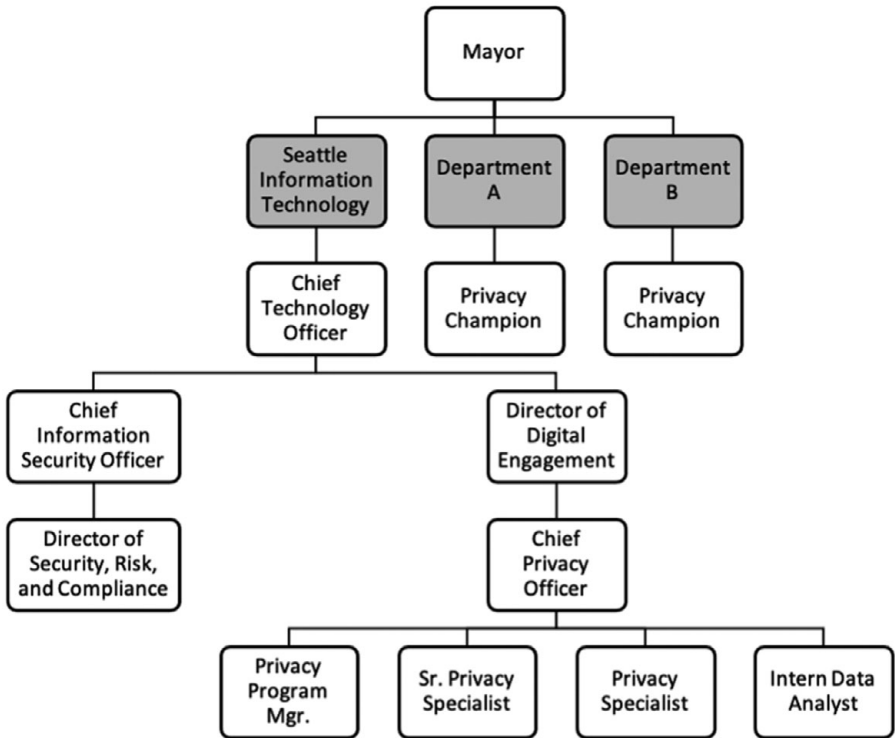 Mayor
Seattle
Information
Technology
Department
A
Department
B
Chief
Technology
Officer
Privacy
Champion
Privacy
Champion
Chief
Information
Security Officer
Director of
Digital
Engagement
Director of
Security, Risk,
and Compliance
Chief
Privacy
Officer
Privacy
Program
Mgr.
Sr. Privacy
Specialist
Privacy
Specialist
Intern Data
Analyst